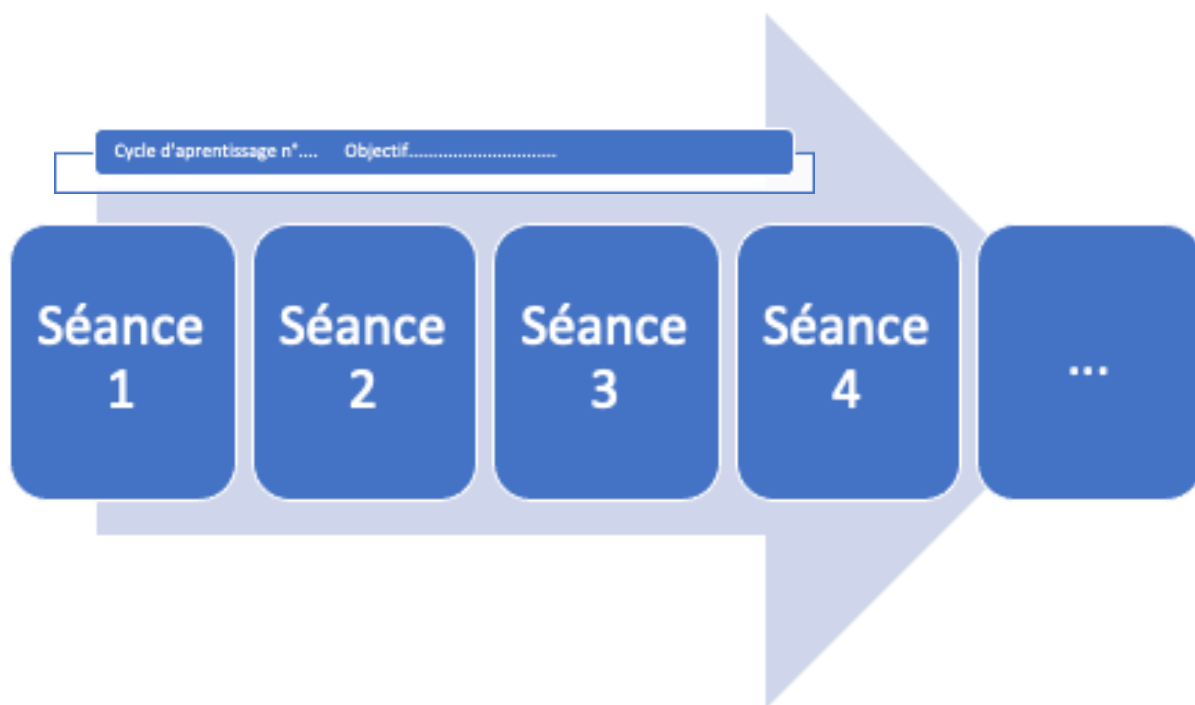 Cycle d'aprentissage n°.... Objectif..............................
Séance
1
Séance
2
Séance
3
Séance
4
...